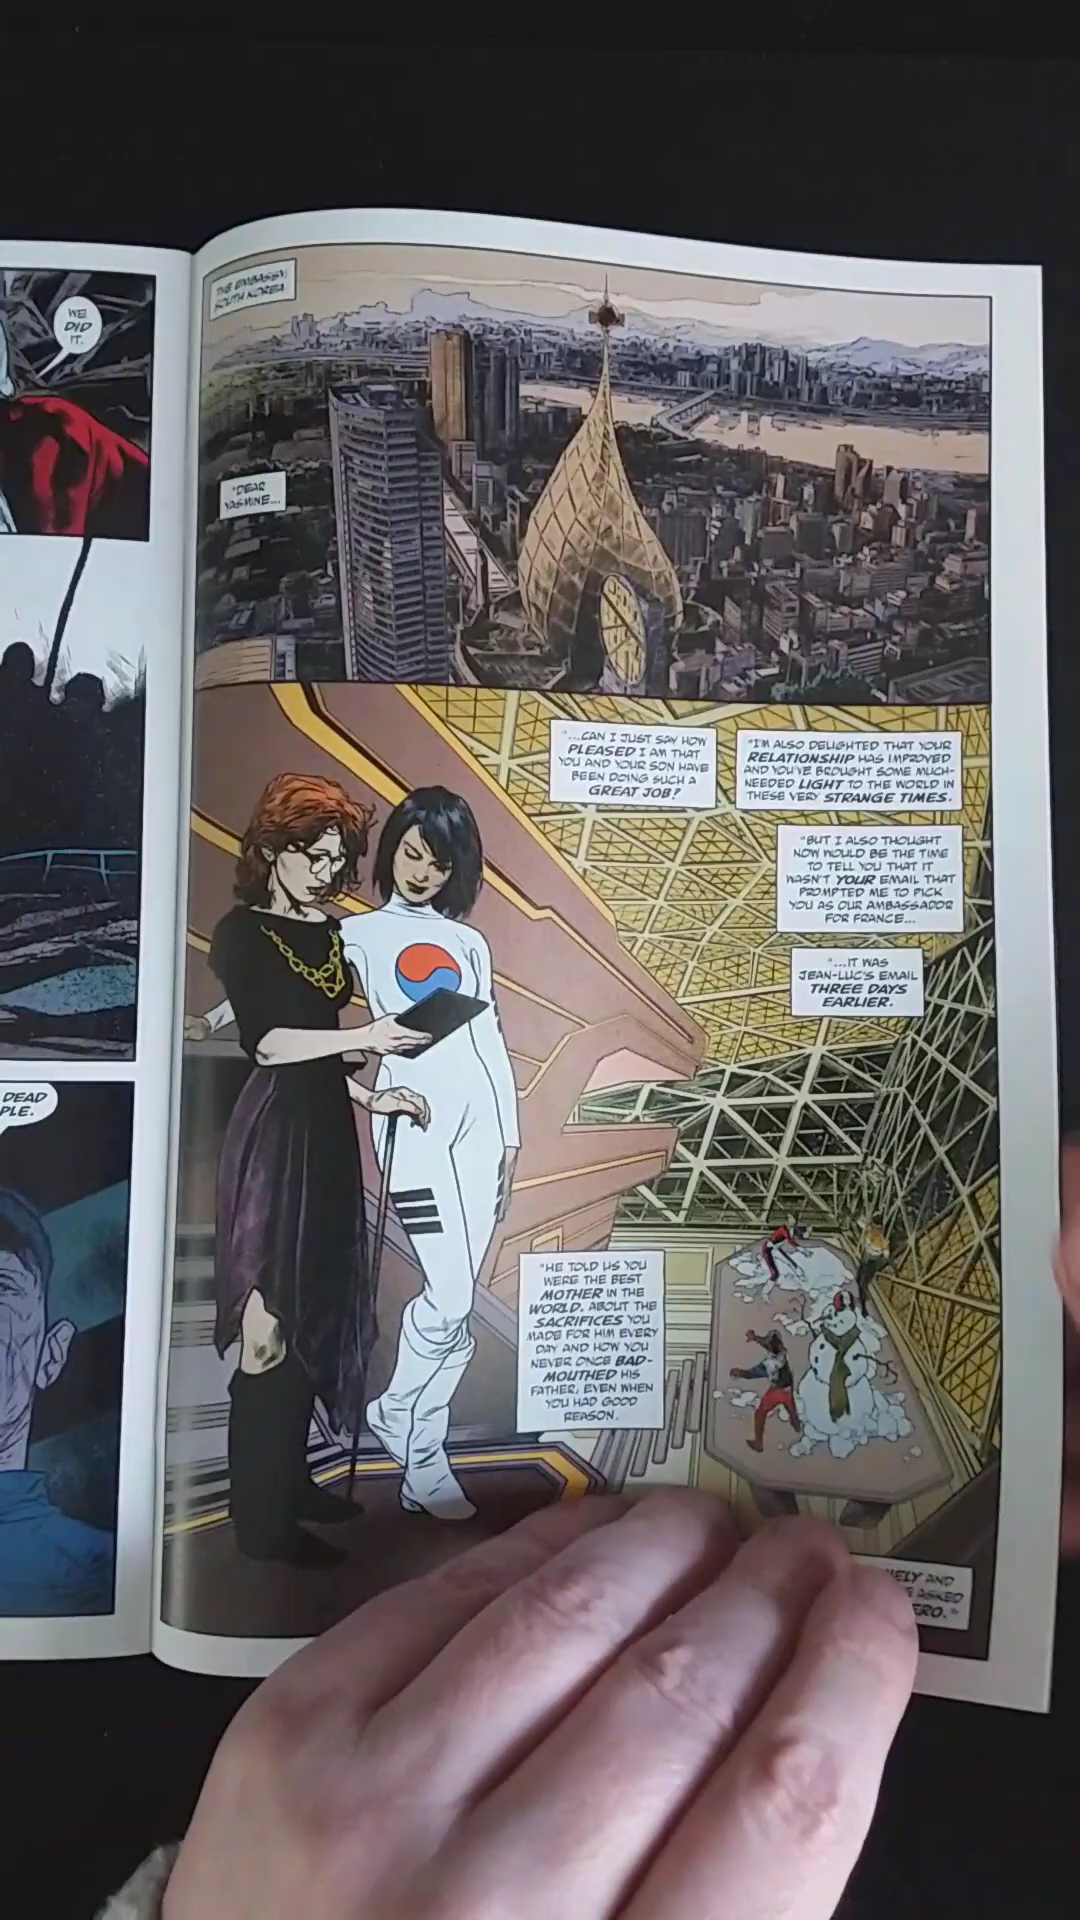 WE
DID
IT.
DEAD
PLE.
THE EMBASSY:
SOUTH KOREA
"DEAR
YASMINE...
"...CAN I JUST SAY HOW
PLEASED I AM THAT
YOU AND YOUR SON HAVE
BEEN DOING SUCH A
GREAT JOB?
"I'M ALSO DELIGHTED THAT YOUR
RELATIONSHIP HAS IMPROVED
AND YOU'VE BROUGHT SOME MUCH-
NEEDED LIGHT TO THE WORLD IN
THESE VERY STRANGE TIMES.
"BUT I ALSO THOUGHT
NOW WOULD BE THE TIME
TO TELL YOU THAT IT
WASN'T YOUR EMAIL THAT
PROMPTED ME TO PICK
YOU AS OUR AMBASSADOR
FOR FRANCE...
"...IT WAS
JEAN-LUC'S EMAIL
THREE DAYS
EARLIER.
"HE TOLD US YOU
WERE THE BEST
MOTHER IN THE
WORLD. ABOUT THE
SACRIFICES YOU
MADE FOR HIM EVERY
DAY AND HOW YOU
NEVER ONCE BAD-
MOUTHED HIS
FATHER, EVEN WHEN
YOU HAD GOOD
REASON.
AND
ASKED
ERO."